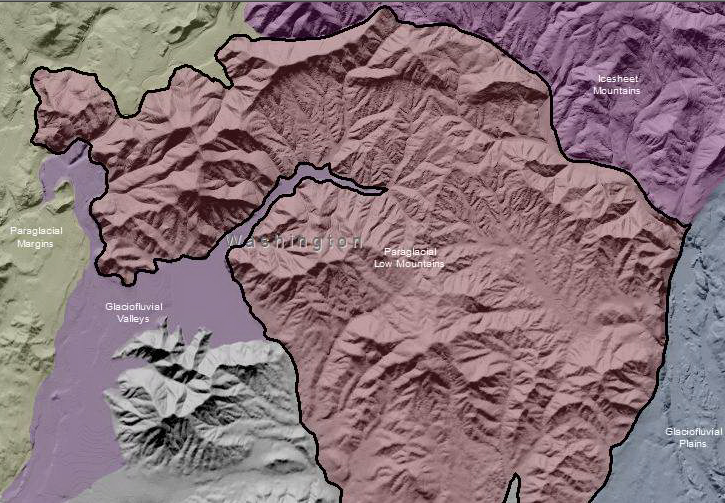 Icesheet
Mountains
Paraglacial
Margins
Washington
Paraglacial
Low Mountains
Glaciofluvial
Valleys
Glaciofluvial
Plains